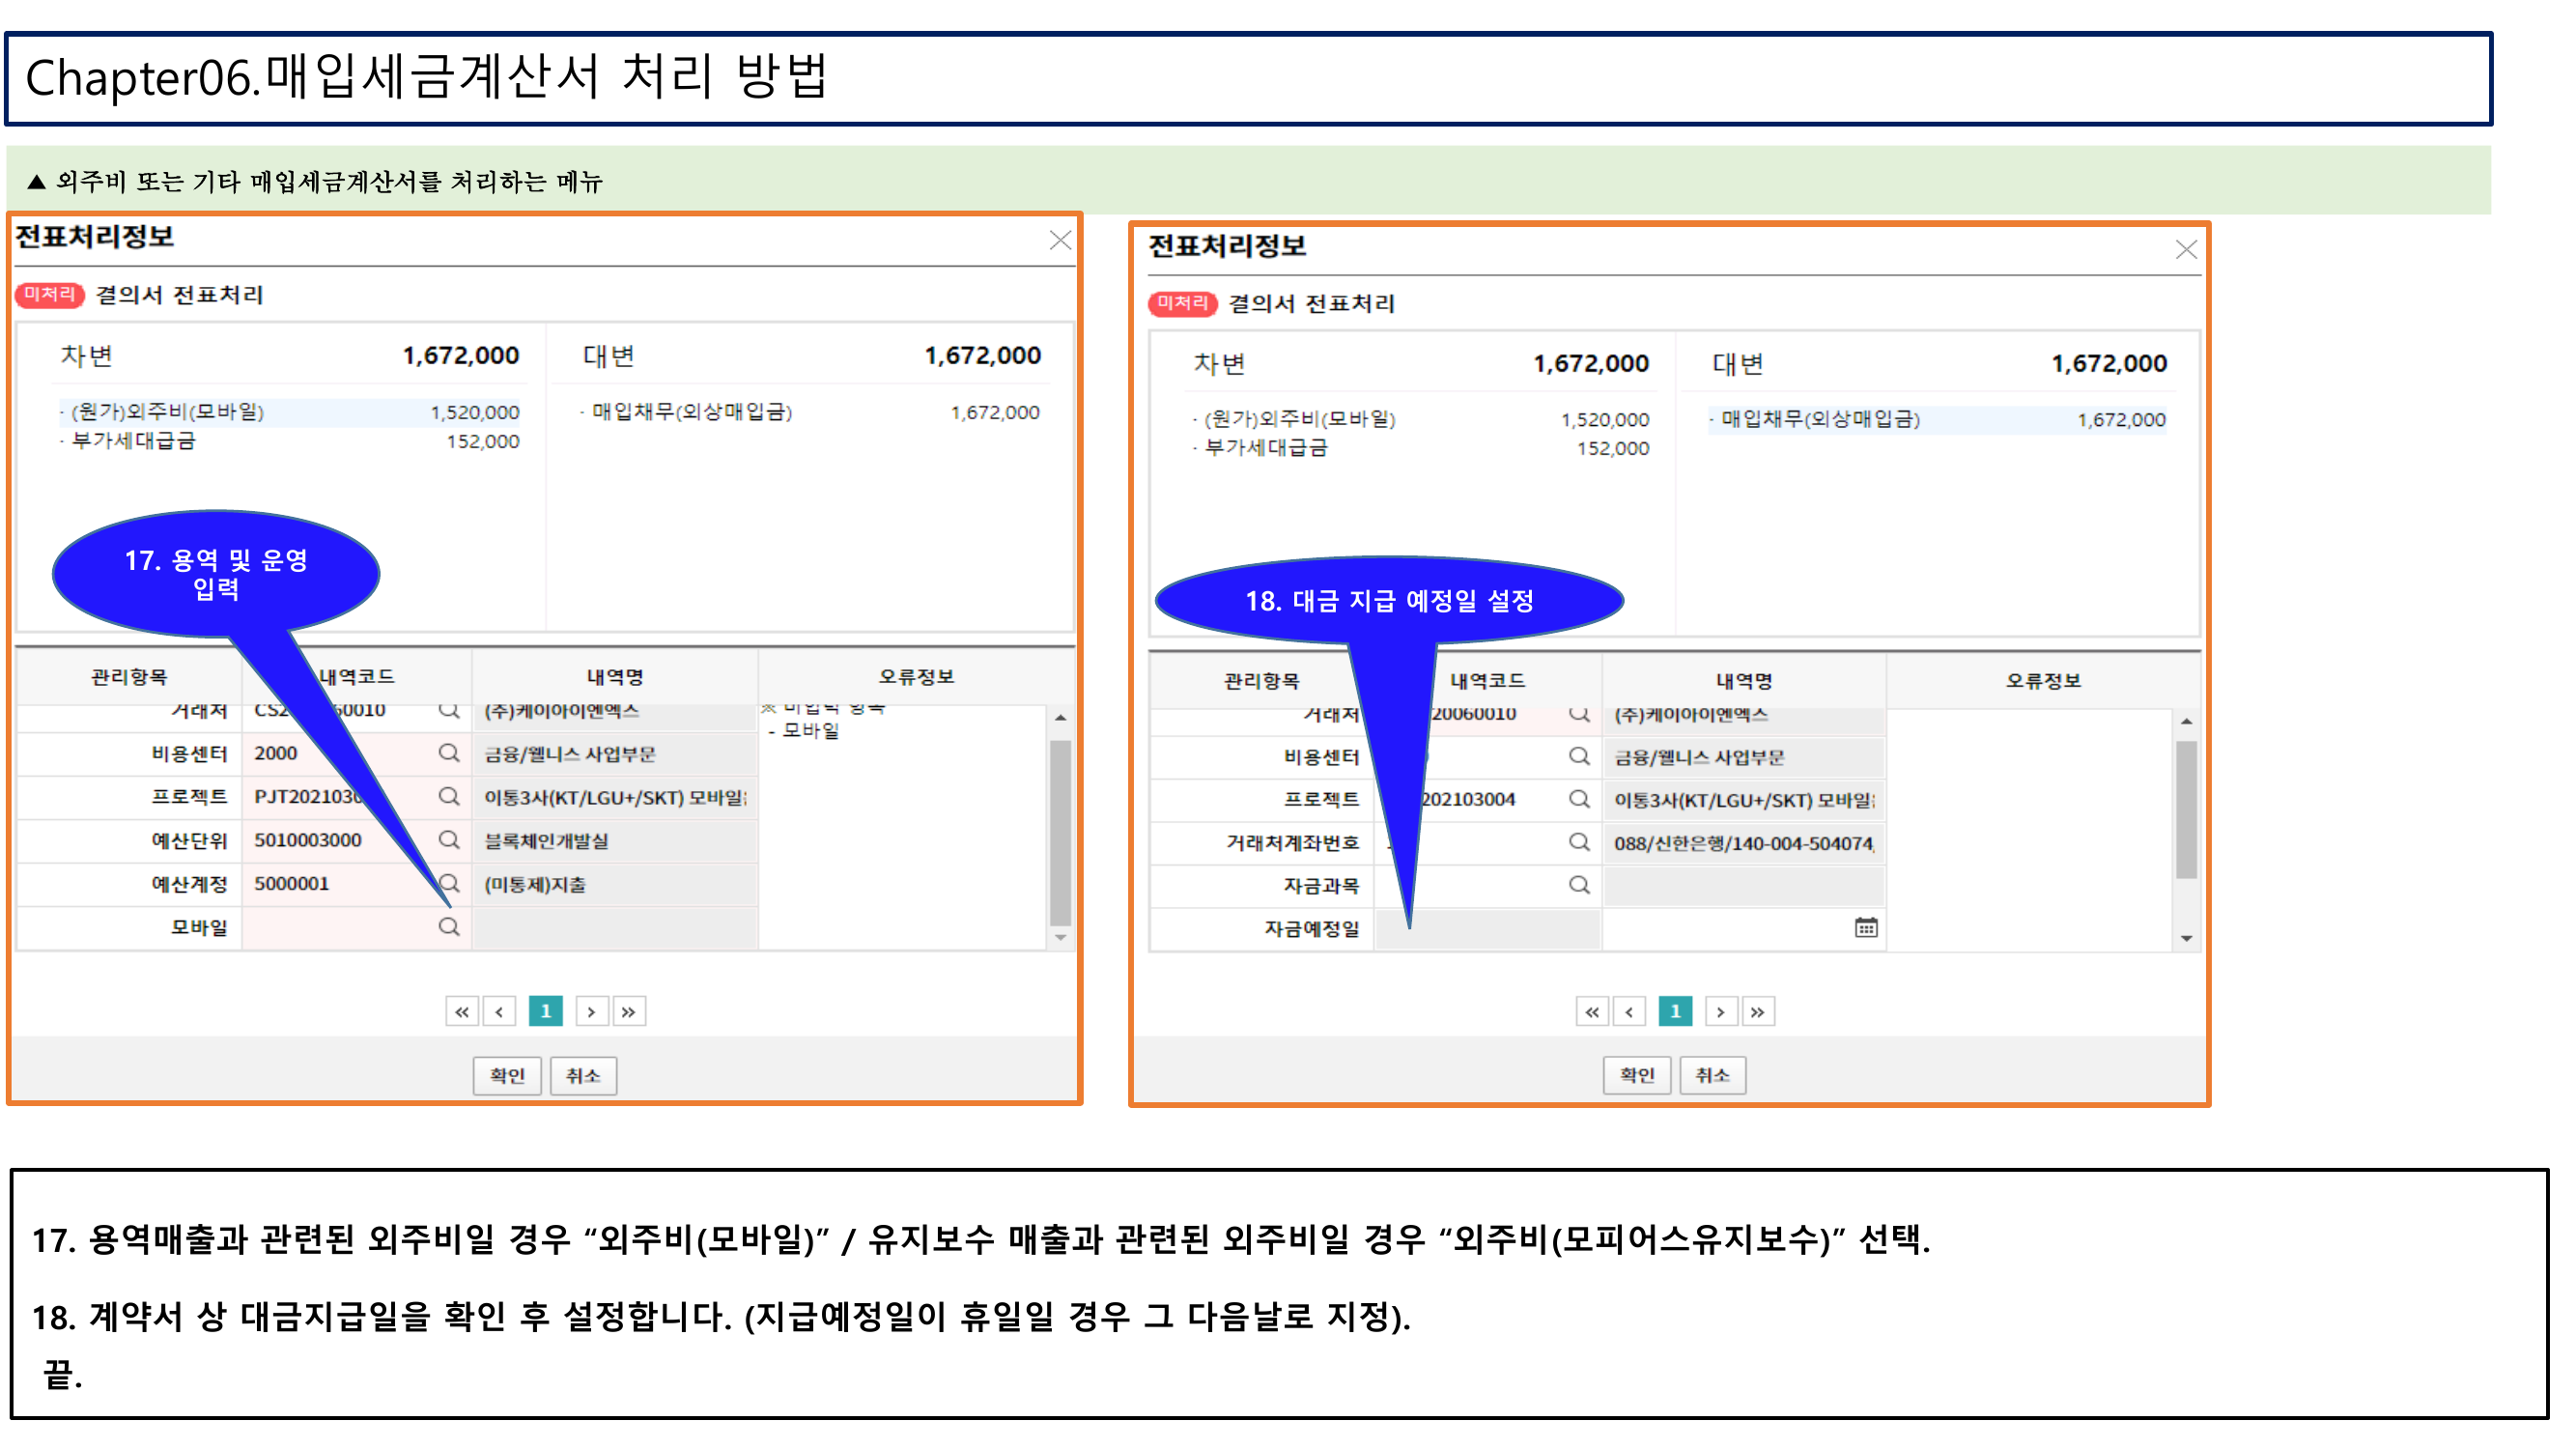 Chapter06.매입세금계산서 처리 방법
▲ 외주비 또는 기타 매입세금계산서를 처리하는 메뉴
전표처리정보
미처리 결의서 전표처리
차변 1,672,000 대변 1,672,000
· (원가)외주비(모바일) 1,520,000 · 매입채무(외상매입금) 1,672,000
· 부가세대급금 152,000
17. 용역 및 운영
입력
관리항목 내역코드 내역명 오류정보
거래처 (주)케이아이엔엑스 ※ 미입력 항목
- 모바일
비용센터 2000 금융/웰니스 사업부문
프로젝트 이통3사(KT/LGU+/SKT) 모바일
예산단위 5010003000 블록체인개발실
예산계정 5000001 (미통제)지출
모바일
« ‹ 1 › »
확인 취소
전표처리정보
미처리 결의서 전표처리
차변 1,672,000 대변 1,672,000
· (원가)외주비(모바일) 1,520,000 · 매입채무(외상매입금) 1,672,000
· 부가세대급금 152,000
18. 대금 지급 예정일 설정
관리항목 내역코드 내역명 오류정보
거래처 20060010 (주)케이아이엔엑스
비용센터 금융/웰니스 사업부문
프로젝트 202103004 이통3사(KT/LGU+/SKT) 모바일
거래처계좌번호 088/신한은행/140-004-504074
자금과목
자금예정일
« ‹ 1 › »
확인 취소
17. 용역매출과 관련된 외주비일 경우 “외주비(모바일)” / 유지보수 매출과 관련된 외주비일 경우 “외주비(모피어스유지보수)” 선택.
18. 계약서 상 대금지급일을 확인 후 설정합니다. (지급예정일이 휴일일 경우 그 다음날로 지정).
끝.